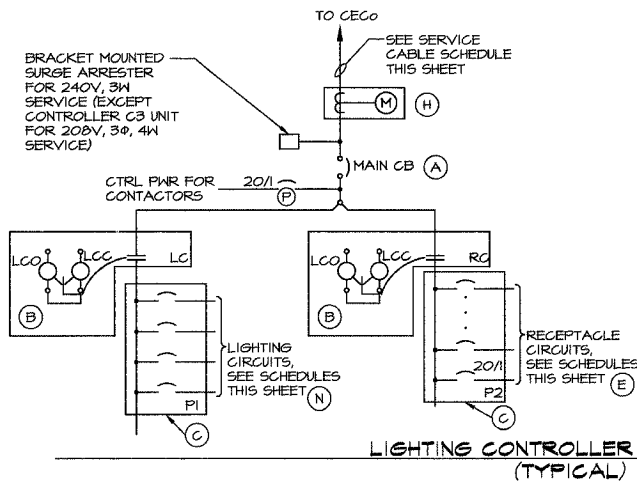 TO CECo
SEE SERVICE
CABLE SCHEDULE
THIS SHEET
BRACKET MOUNTED
SURGE ARRESTER
FOR 240V, 3W
SERVICE (EXCEPT
CONTROLLER C3 UNIT
FOR 208V, 3Φ, 4W
SERVICE)
M
H
MAIN CB
A
CTRL PWR FOR
CONTACTORS
20/1
P
LCO
LCC
LC
B
LCO
LCC
RC
B
LIGHTING
CIRCUITS,
SEE SCHEDULES
THIS SHEET
N
P1
C
RECEPTACLE
CIRCUITS,
SEE SCHEDULES
THIS SHEET
E
20/1
P2
C
LIGHTING CONTROLLER
(TYPICAL)